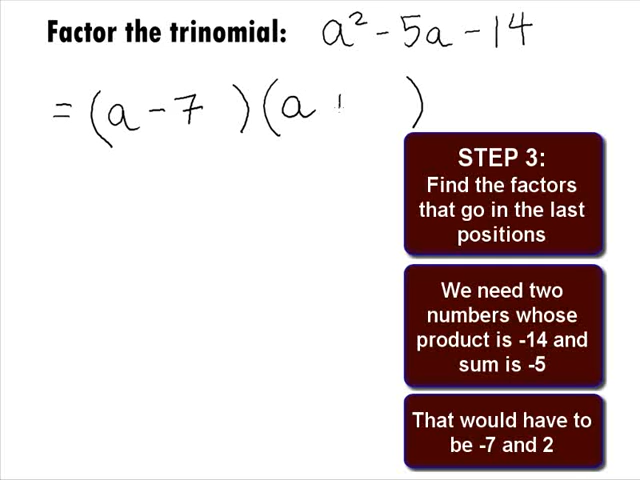 Factor the trinomial: a² - 5a - 14
= (a - 7 ) (a + )
STEP 3:
Find the factors
that go in the last
positions
We need two
numbers whose
product is -14 and
sum is -5
That would have to
be -7 and 2